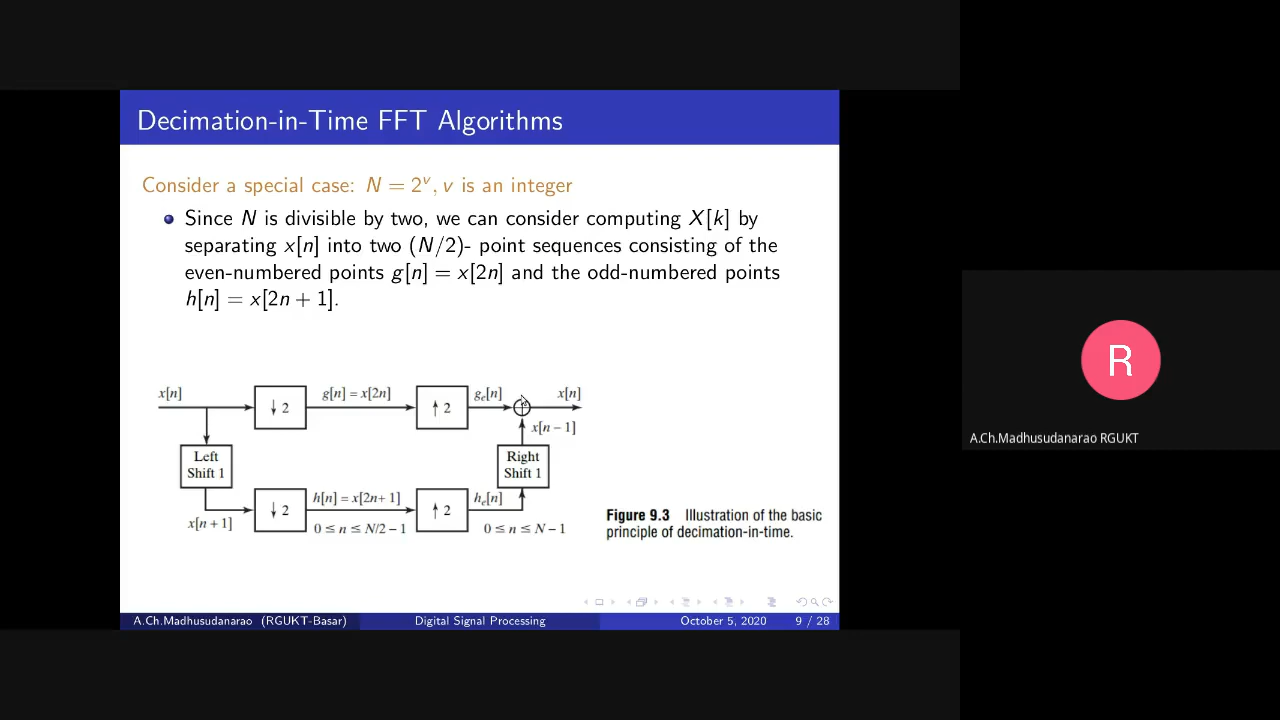 Decimation-in-Time FFT Algorithms
Consider a special case: N = 2^v, v is an integer
Since N is divisible by two, we can consider computing X[k] by
separating x[n] into two (N/2)- point sequences consisting of the
even-numbered points g[n] = x[2n] and the odd-numbered points
h[n] = x[2n + 1].
x[n]
↓ 2
g[n] = x[2n]
↑ 2
gₑ[n]
x[n]
x[n − 1]
Left
Shift 1
Right
Shift 1
x[n + 1]
↓ 2
h[n] = x[2n+ 1]
0 ≤ n ≤ N/2 − 1
↑ 2
hₑ[n]
0 ≤ n ≤ N − 1
Figure 9.3 Illustration of the basic
principle of decimation-in-time.
A.Ch.Madhusudanarao (RGUKT-Basar) Digital Signal Processing October 5, 2020 9 / 28
R
A.Ch.Madhusudanarao RGUKT